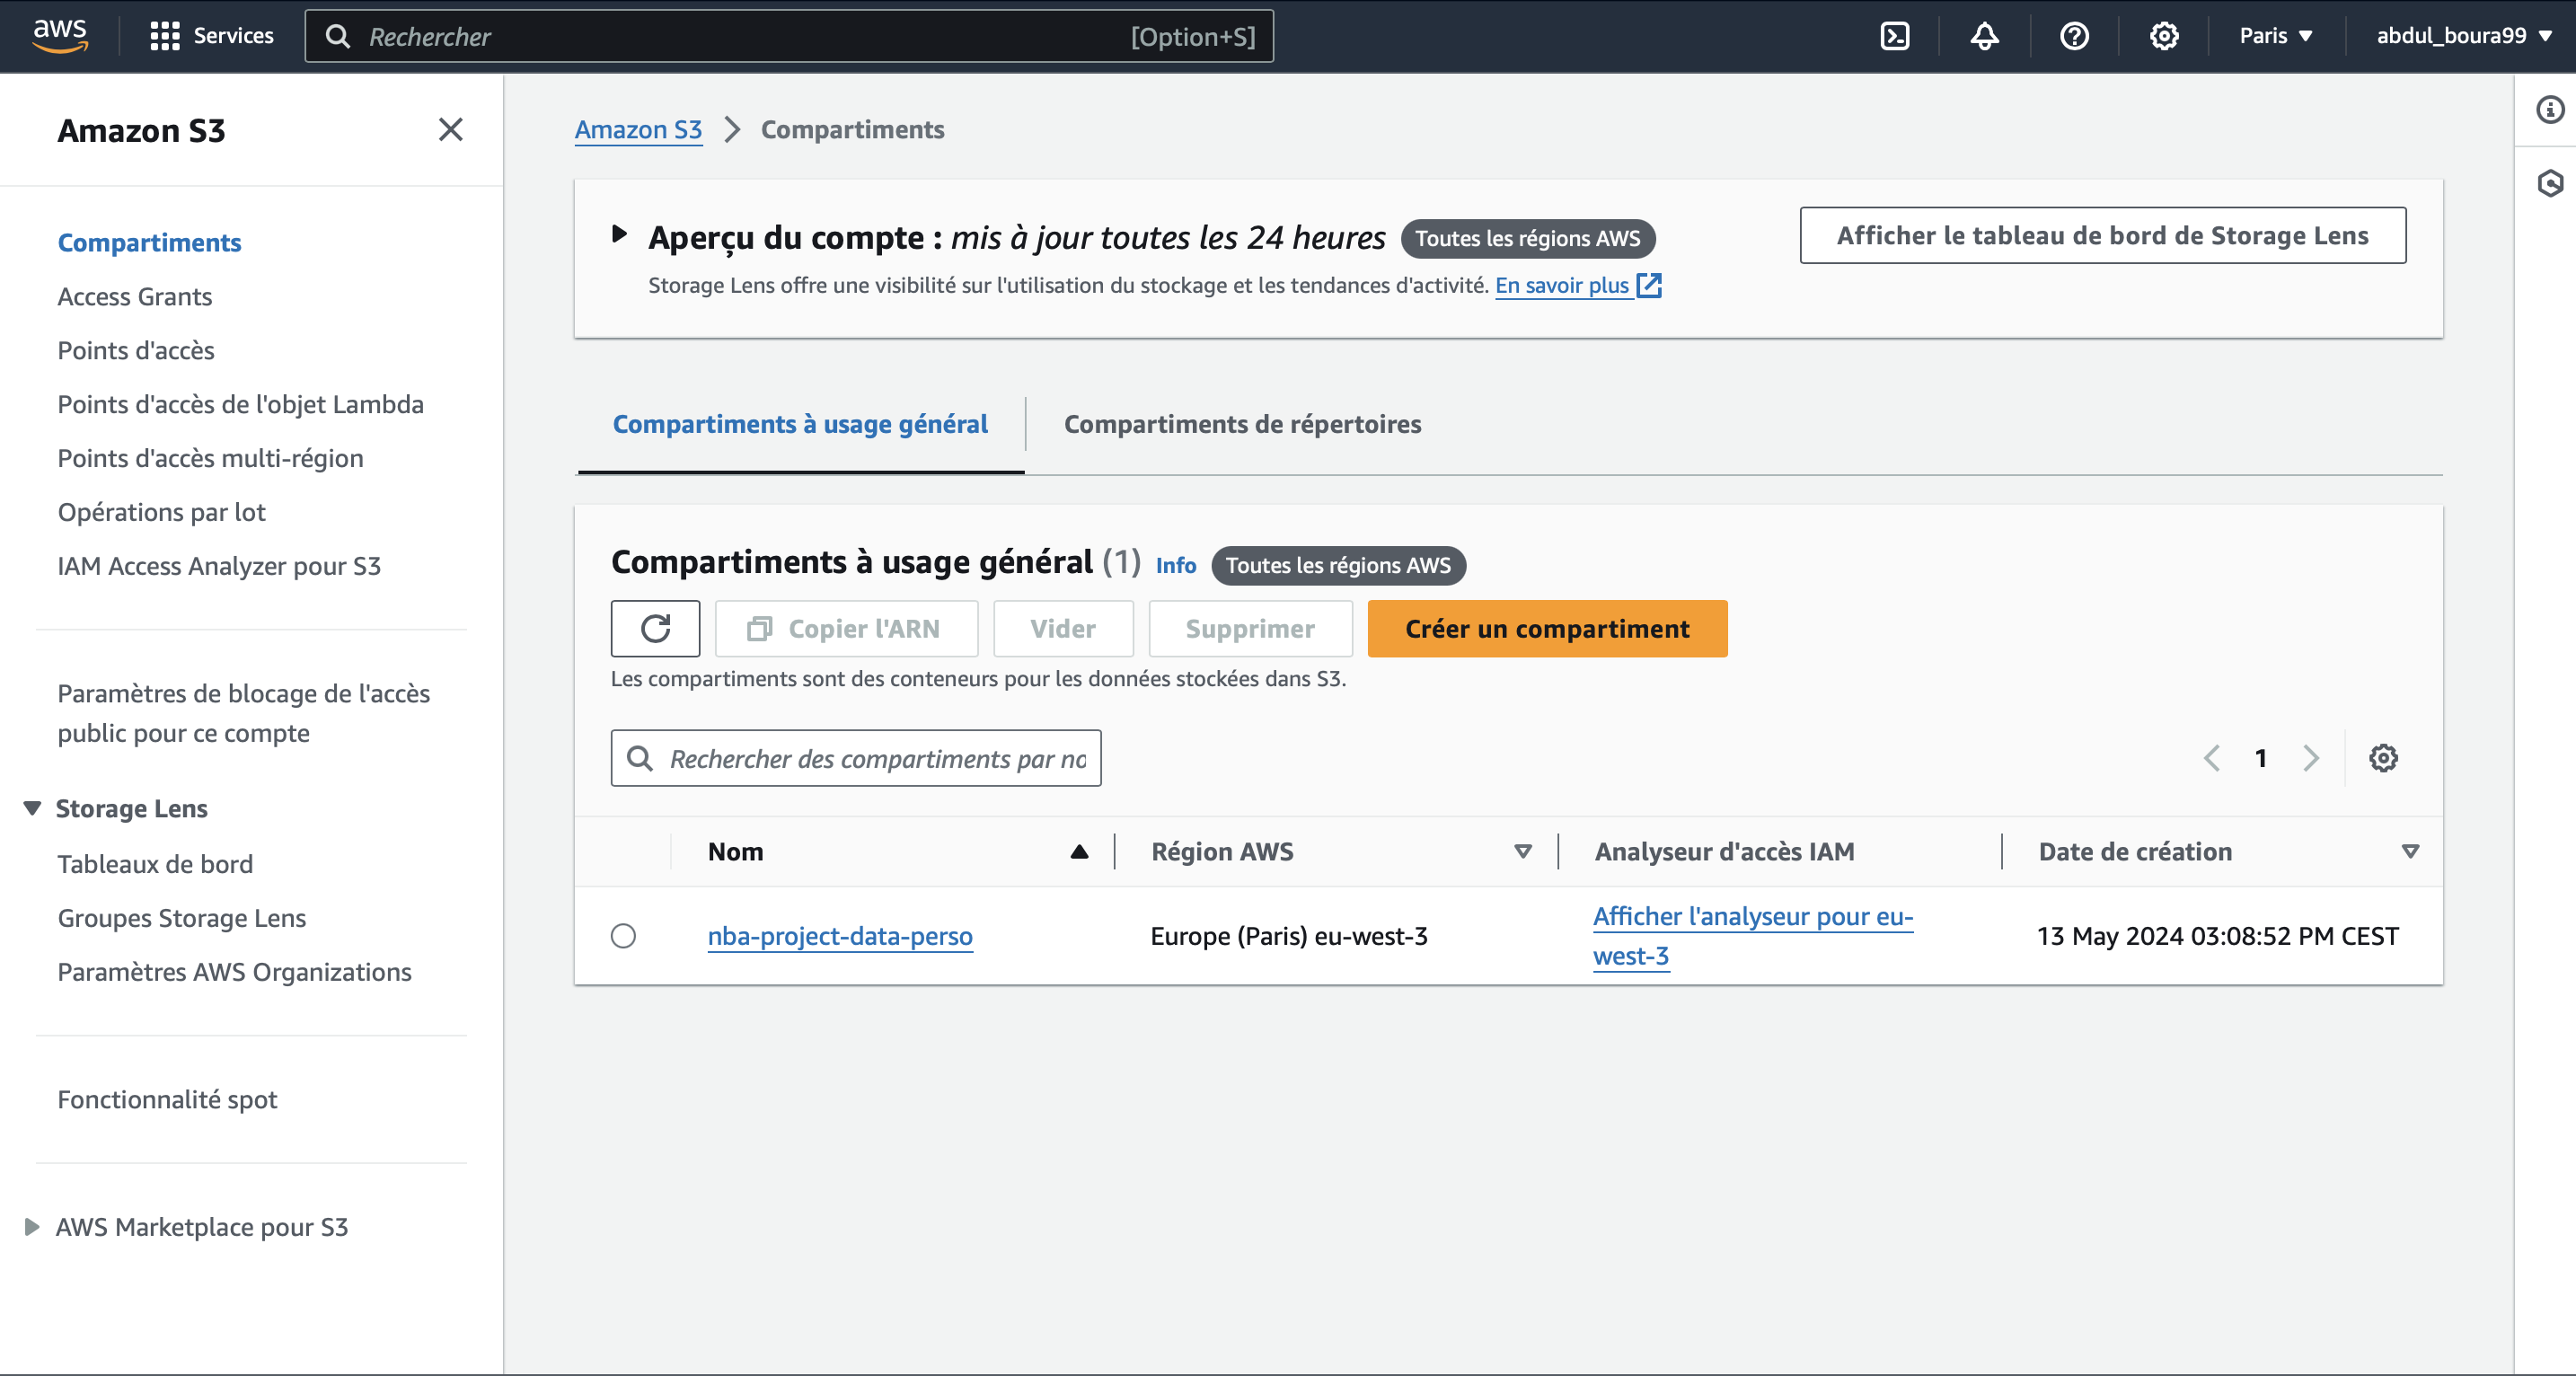 aws
Services
Rechercher
[Option+S]
Paris
abdul_boura99
Amazon S3
Compartiments
Access Grants
Points d'accès
Points d'accès de l'objet Lambda
Points d'accès multi-région
Opérations par lot
IAM Access Analyzer pour S3
Paramètres de blocage de l'accès
public pour ce compte
Storage Lens
Tableaux de bord
Groupes Storage Lens
Paramètres AWS Organizations
Fonctionnalité spot
AWS Marketplace pour S3
Amazon S3
Compartiments
Aperçu du compte : mis à jour toutes les 24 heures
Toutes les régions AWS
Afficher le tableau de bord de Storage Lens
Storage Lens offre une visibilité sur l'utilisation du stockage et les tendances d'activité. En savoir plus
Compartiments à usage général
Compartiments de répertoires
Compartiments à usage général (1)
Info
Toutes les régions AWS
Copier l'ARN
Vider
Supprimer
Créer un compartiment
Les compartiments sont des conteneurs pour les données stockées dans S3.
Rechercher des compartiments par no
1
Nom
Région AWS
Analyseur d'accès IAM
Date de création
nba-project-data-perso
Europe (Paris) eu-west-3
Afficher l'analyseur pour eu-
west-3
13 May 2024 03:08:52 PM CEST